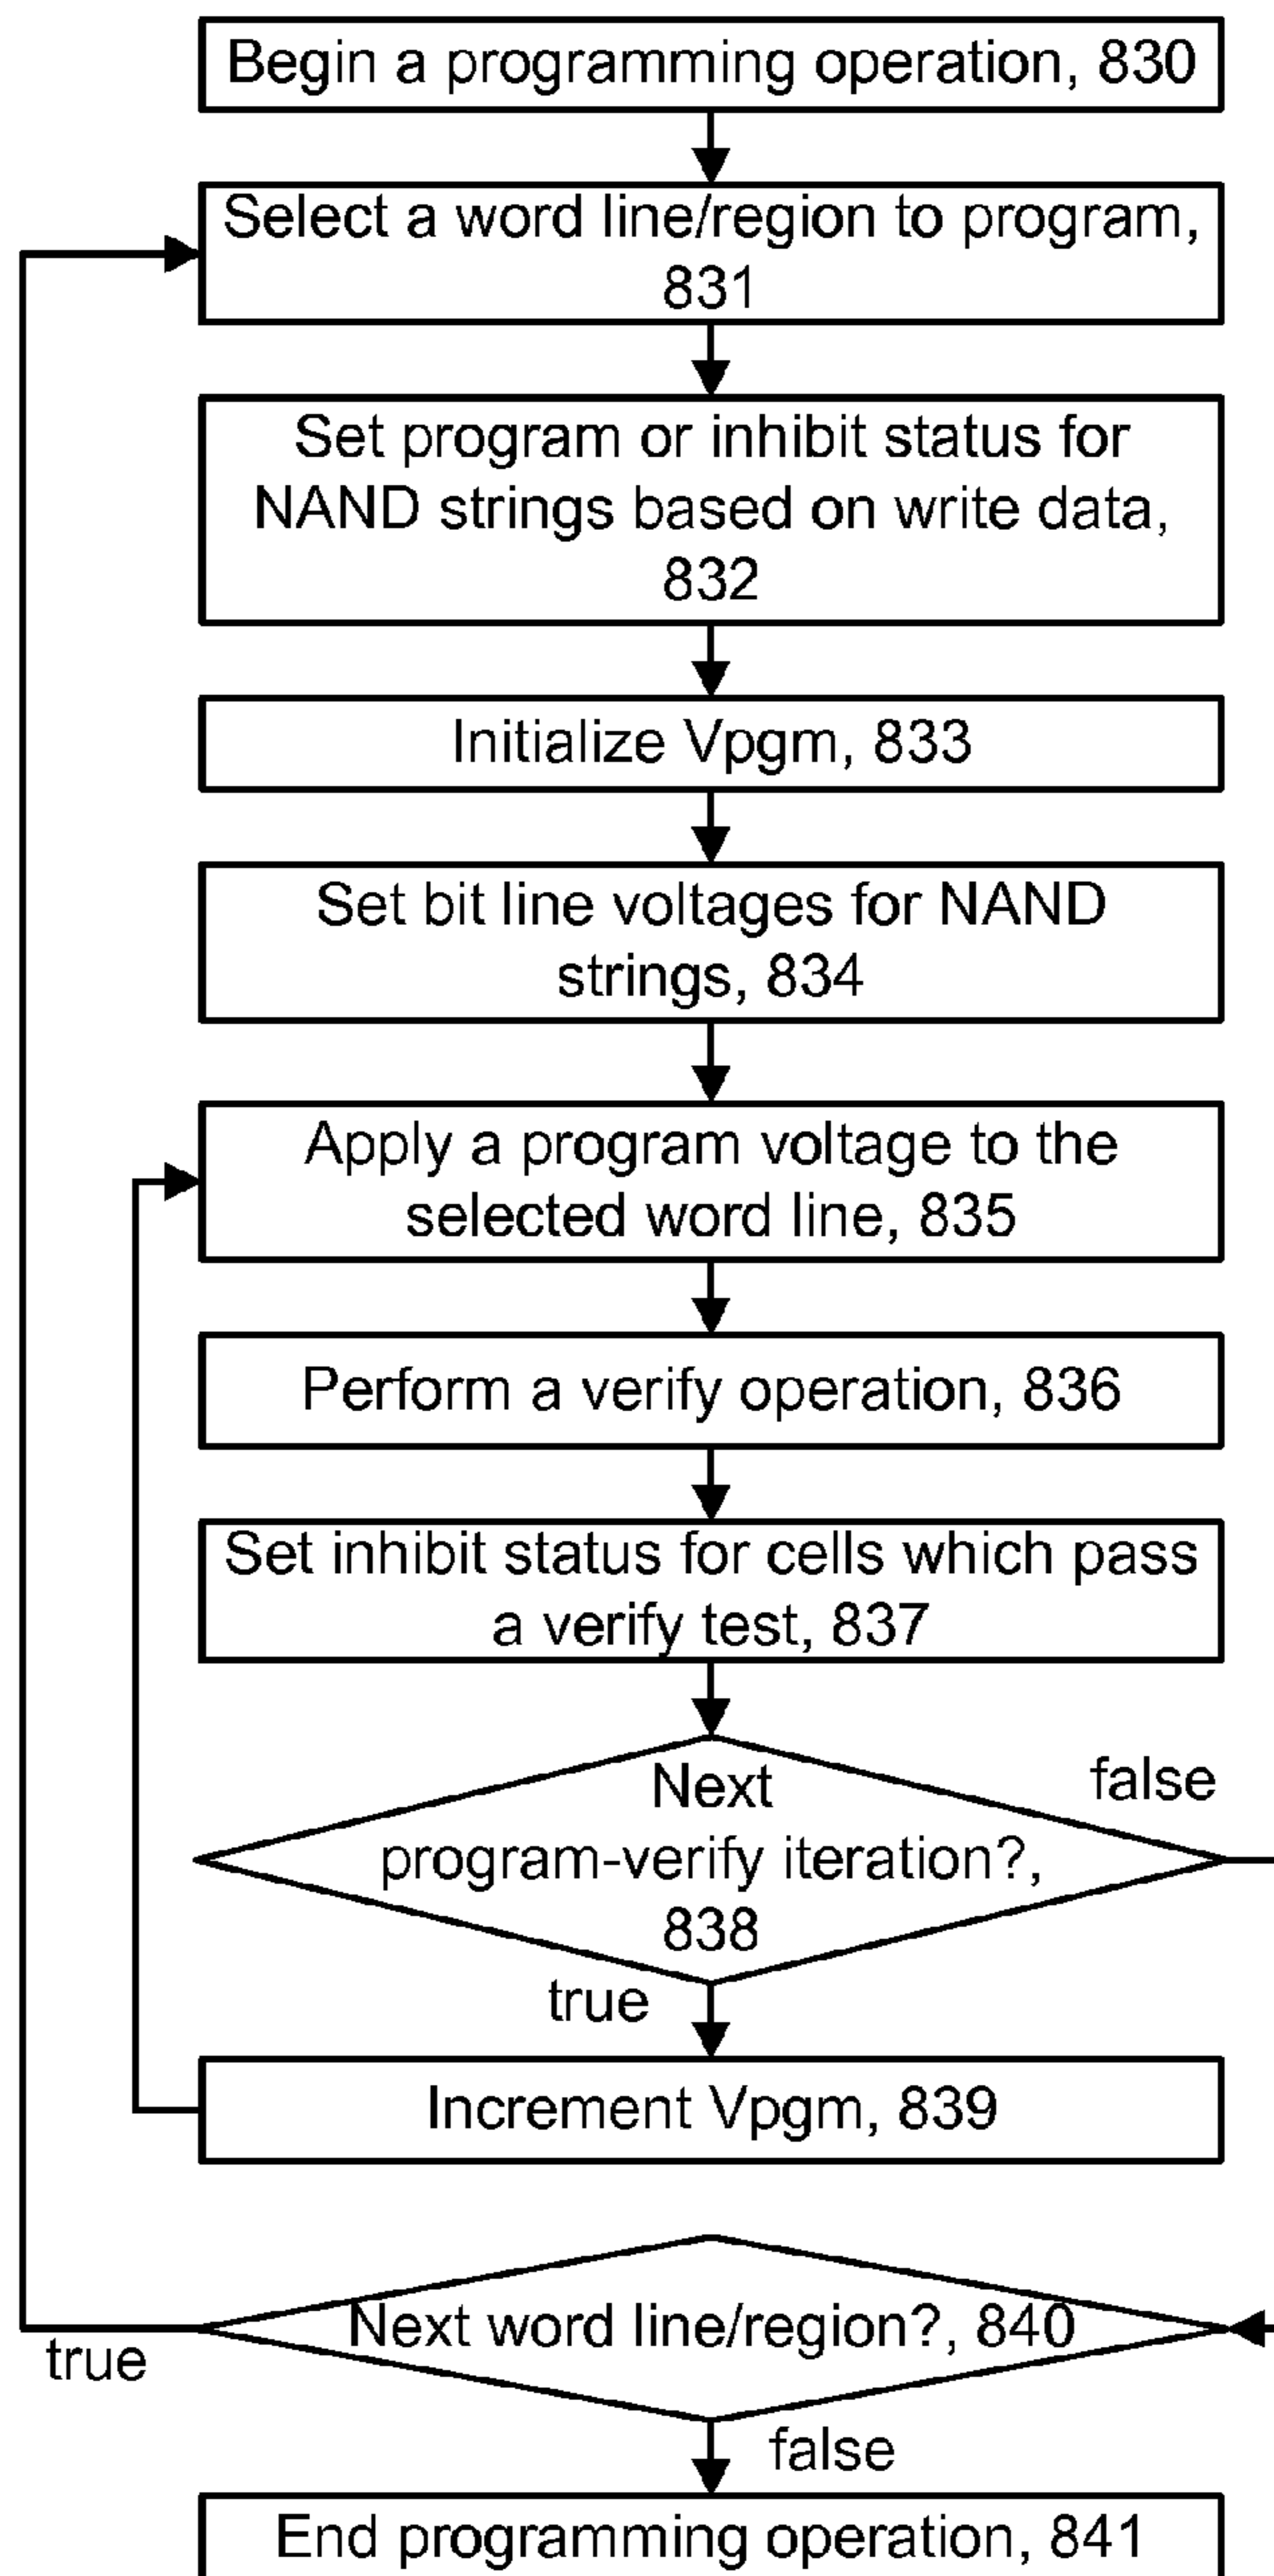 Begin a programming operation, 830
Select a word line/region to program,
831
Set program or inhibit status for
NAND strings based on write data,
832
Initialize Vpgm, 833
Set bit line voltages for NAND
strings, 834
Apply a program voltage to the
selected word line, 835
Perform a verify operation, 836
Set inhibit status for cells which pass
a verify test, 837
Next
program-verify iteration?,
838
false
true
Increment Vpgm, 839
Next word line/region?, 840
true
false
End programming operation, 841